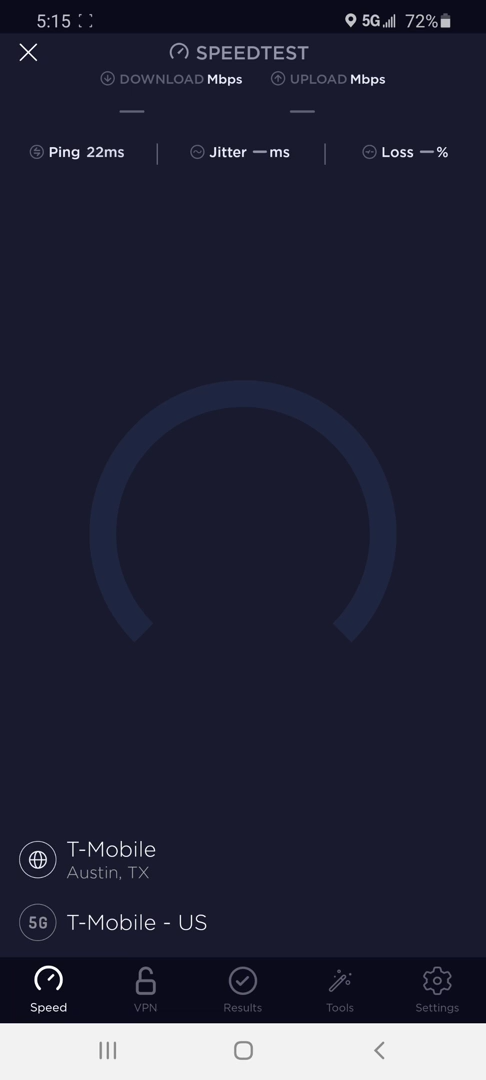 5:15 5G 72%
SPEEDTEST
DOWNLOAD Mbps UPLOAD Mbps
— —
Ping 22ms Jitter — ms Loss — %
T-Mobile
Austin, TX
5G T-Mobile - US
Speed VPN Results Tools Settings